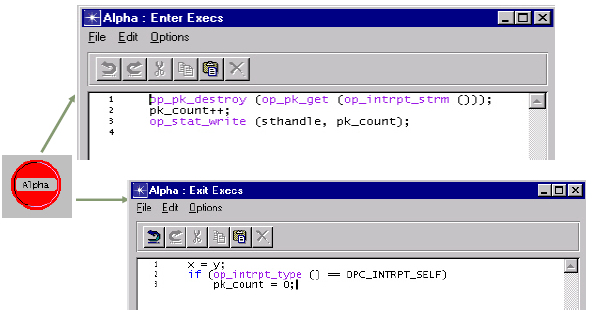 Alpha : Enter Execs
File Edit Options
1 op_pk_destroy (op_pk_get (op_intrpt_strm ()));
2 pk_count++;
3 op_stat_write (sthandle, pk_count);
4
Alpha
Alpha : Exit Execs
File Edit Options
1 x = y;
2 if (op_intrpt_type () == OPC_INTRPT_SELF)
3 pk_count = 0;